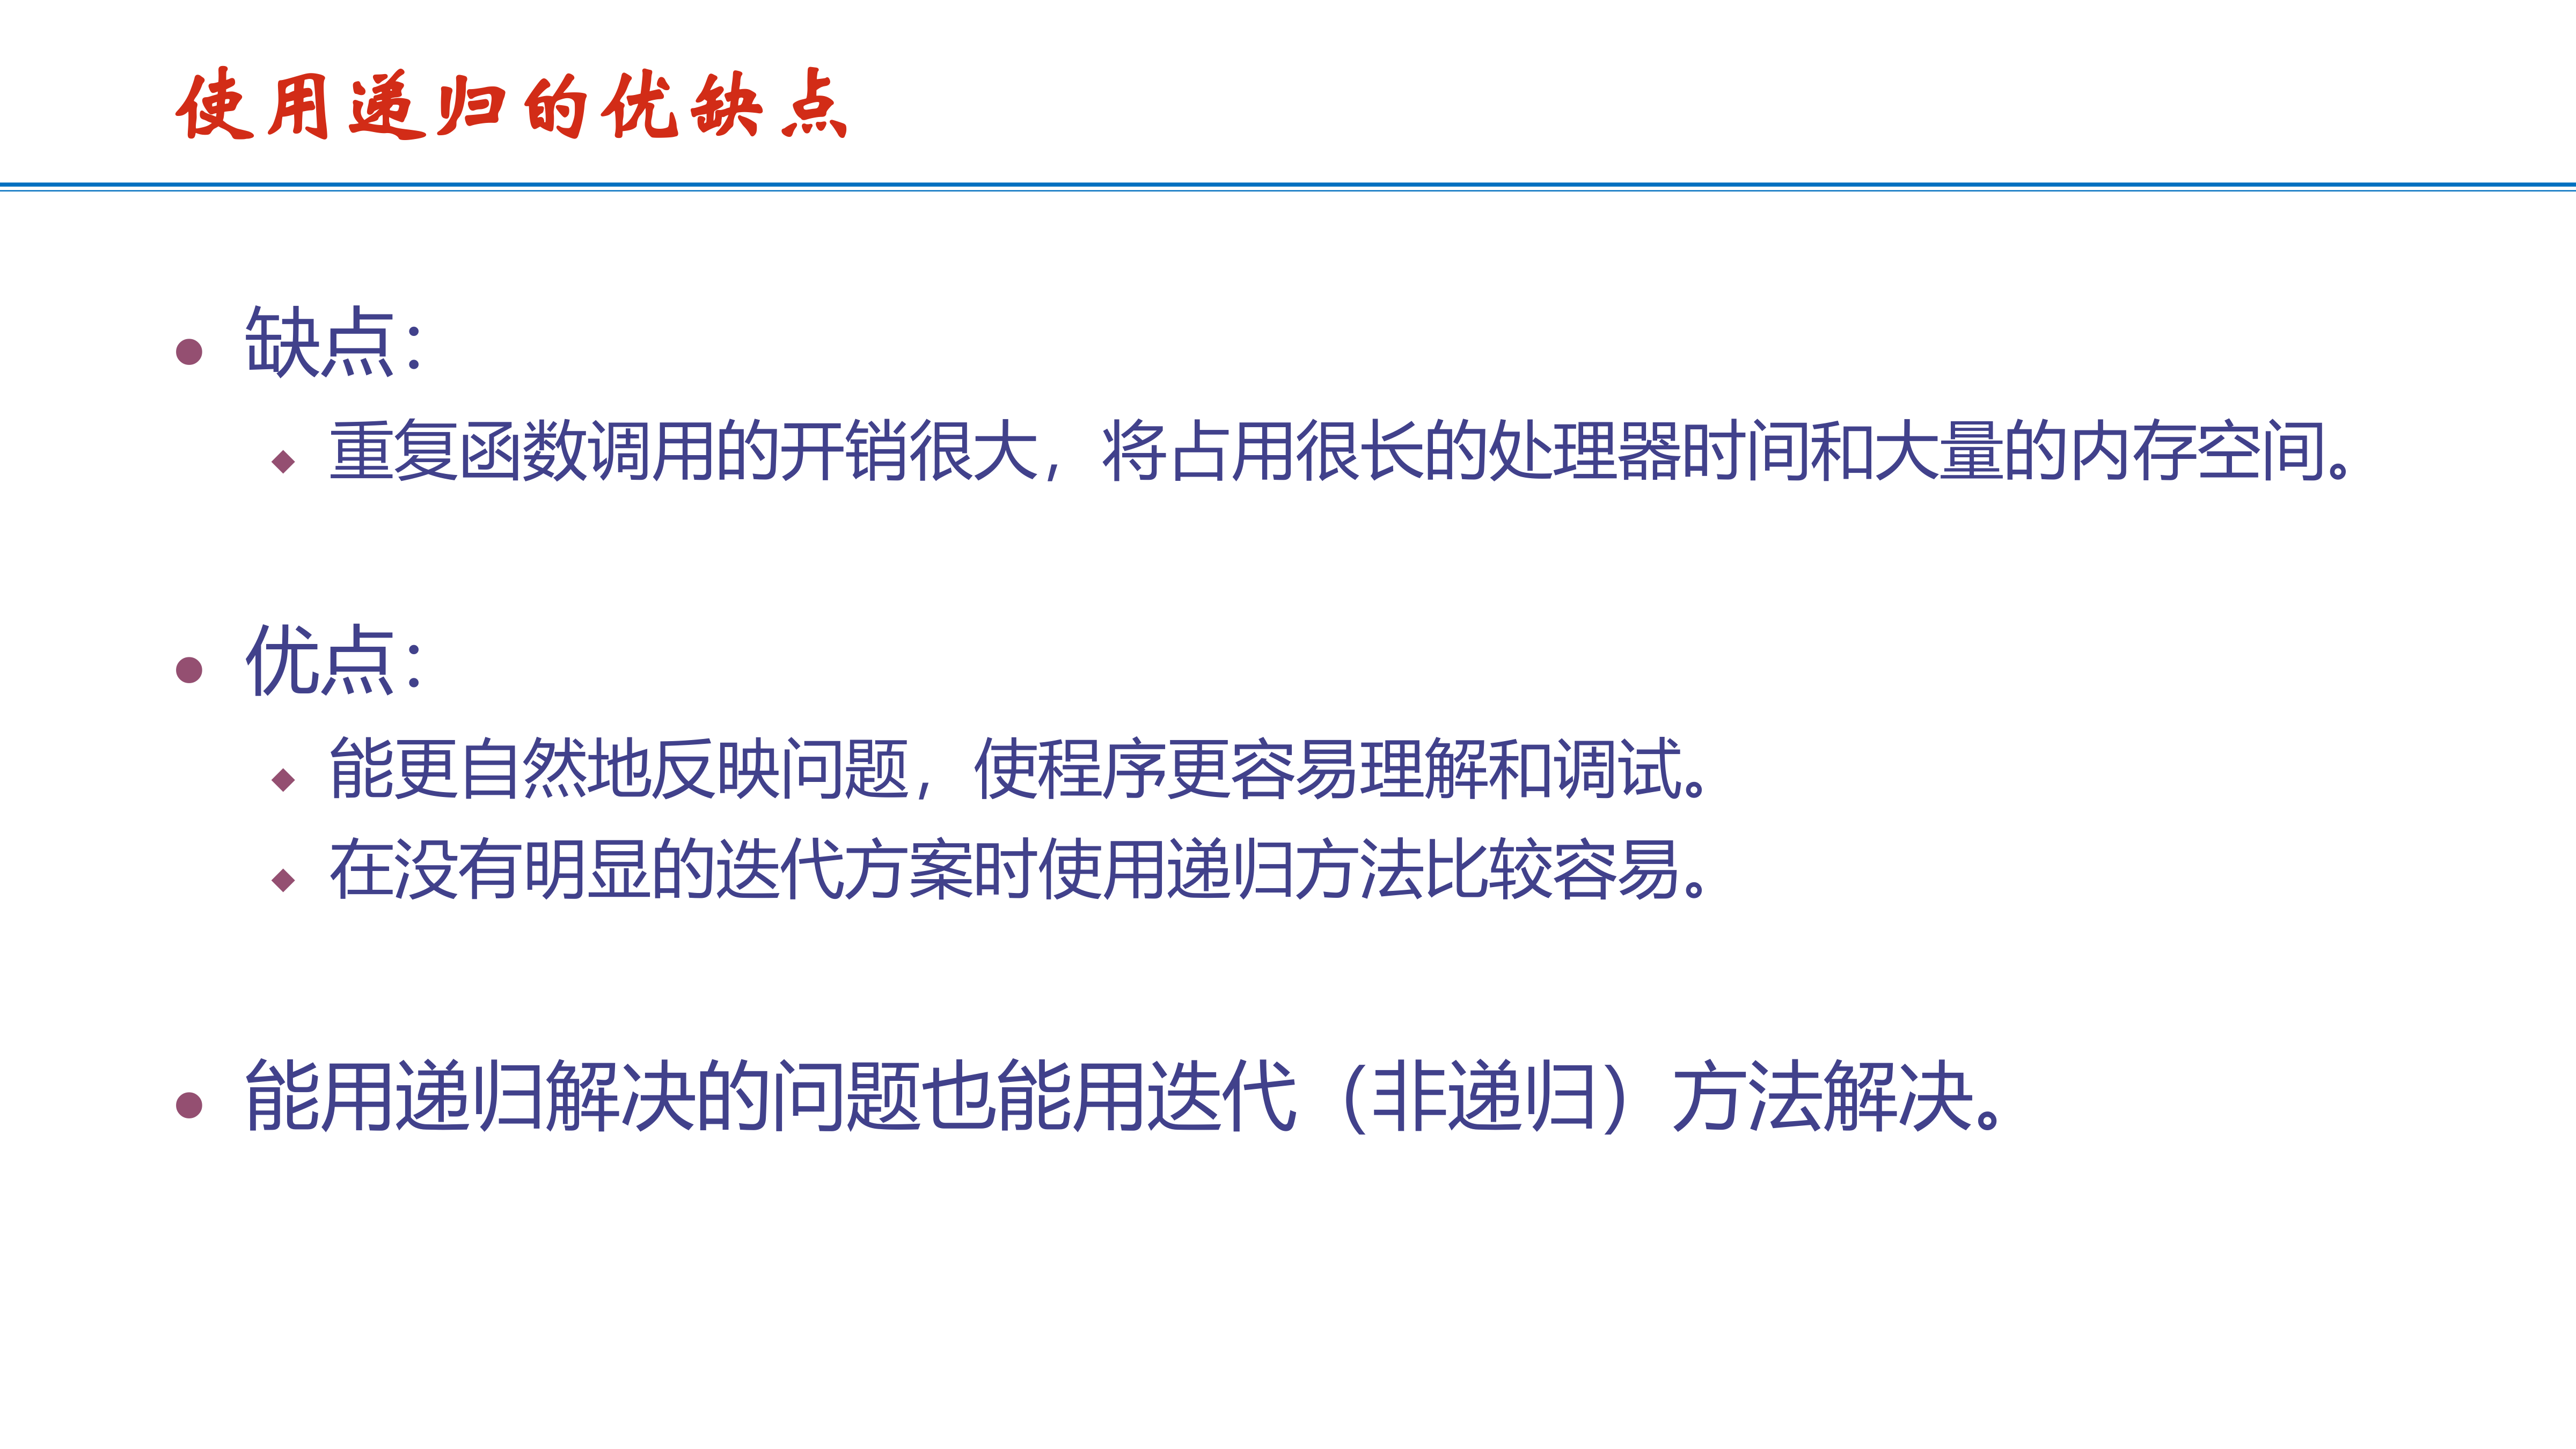 使用递归的优缺点
缺点：
重复函数调用的开销很大，将占用很长的处理器时间和大量的内存空间。
优点：
能更自然地反映问题，使程序更容易理解和调试。
在没有明显的迭代方案时使用递归方法比较容易。
能用递归解决的问题也能用迭代（非递归）方法解决。